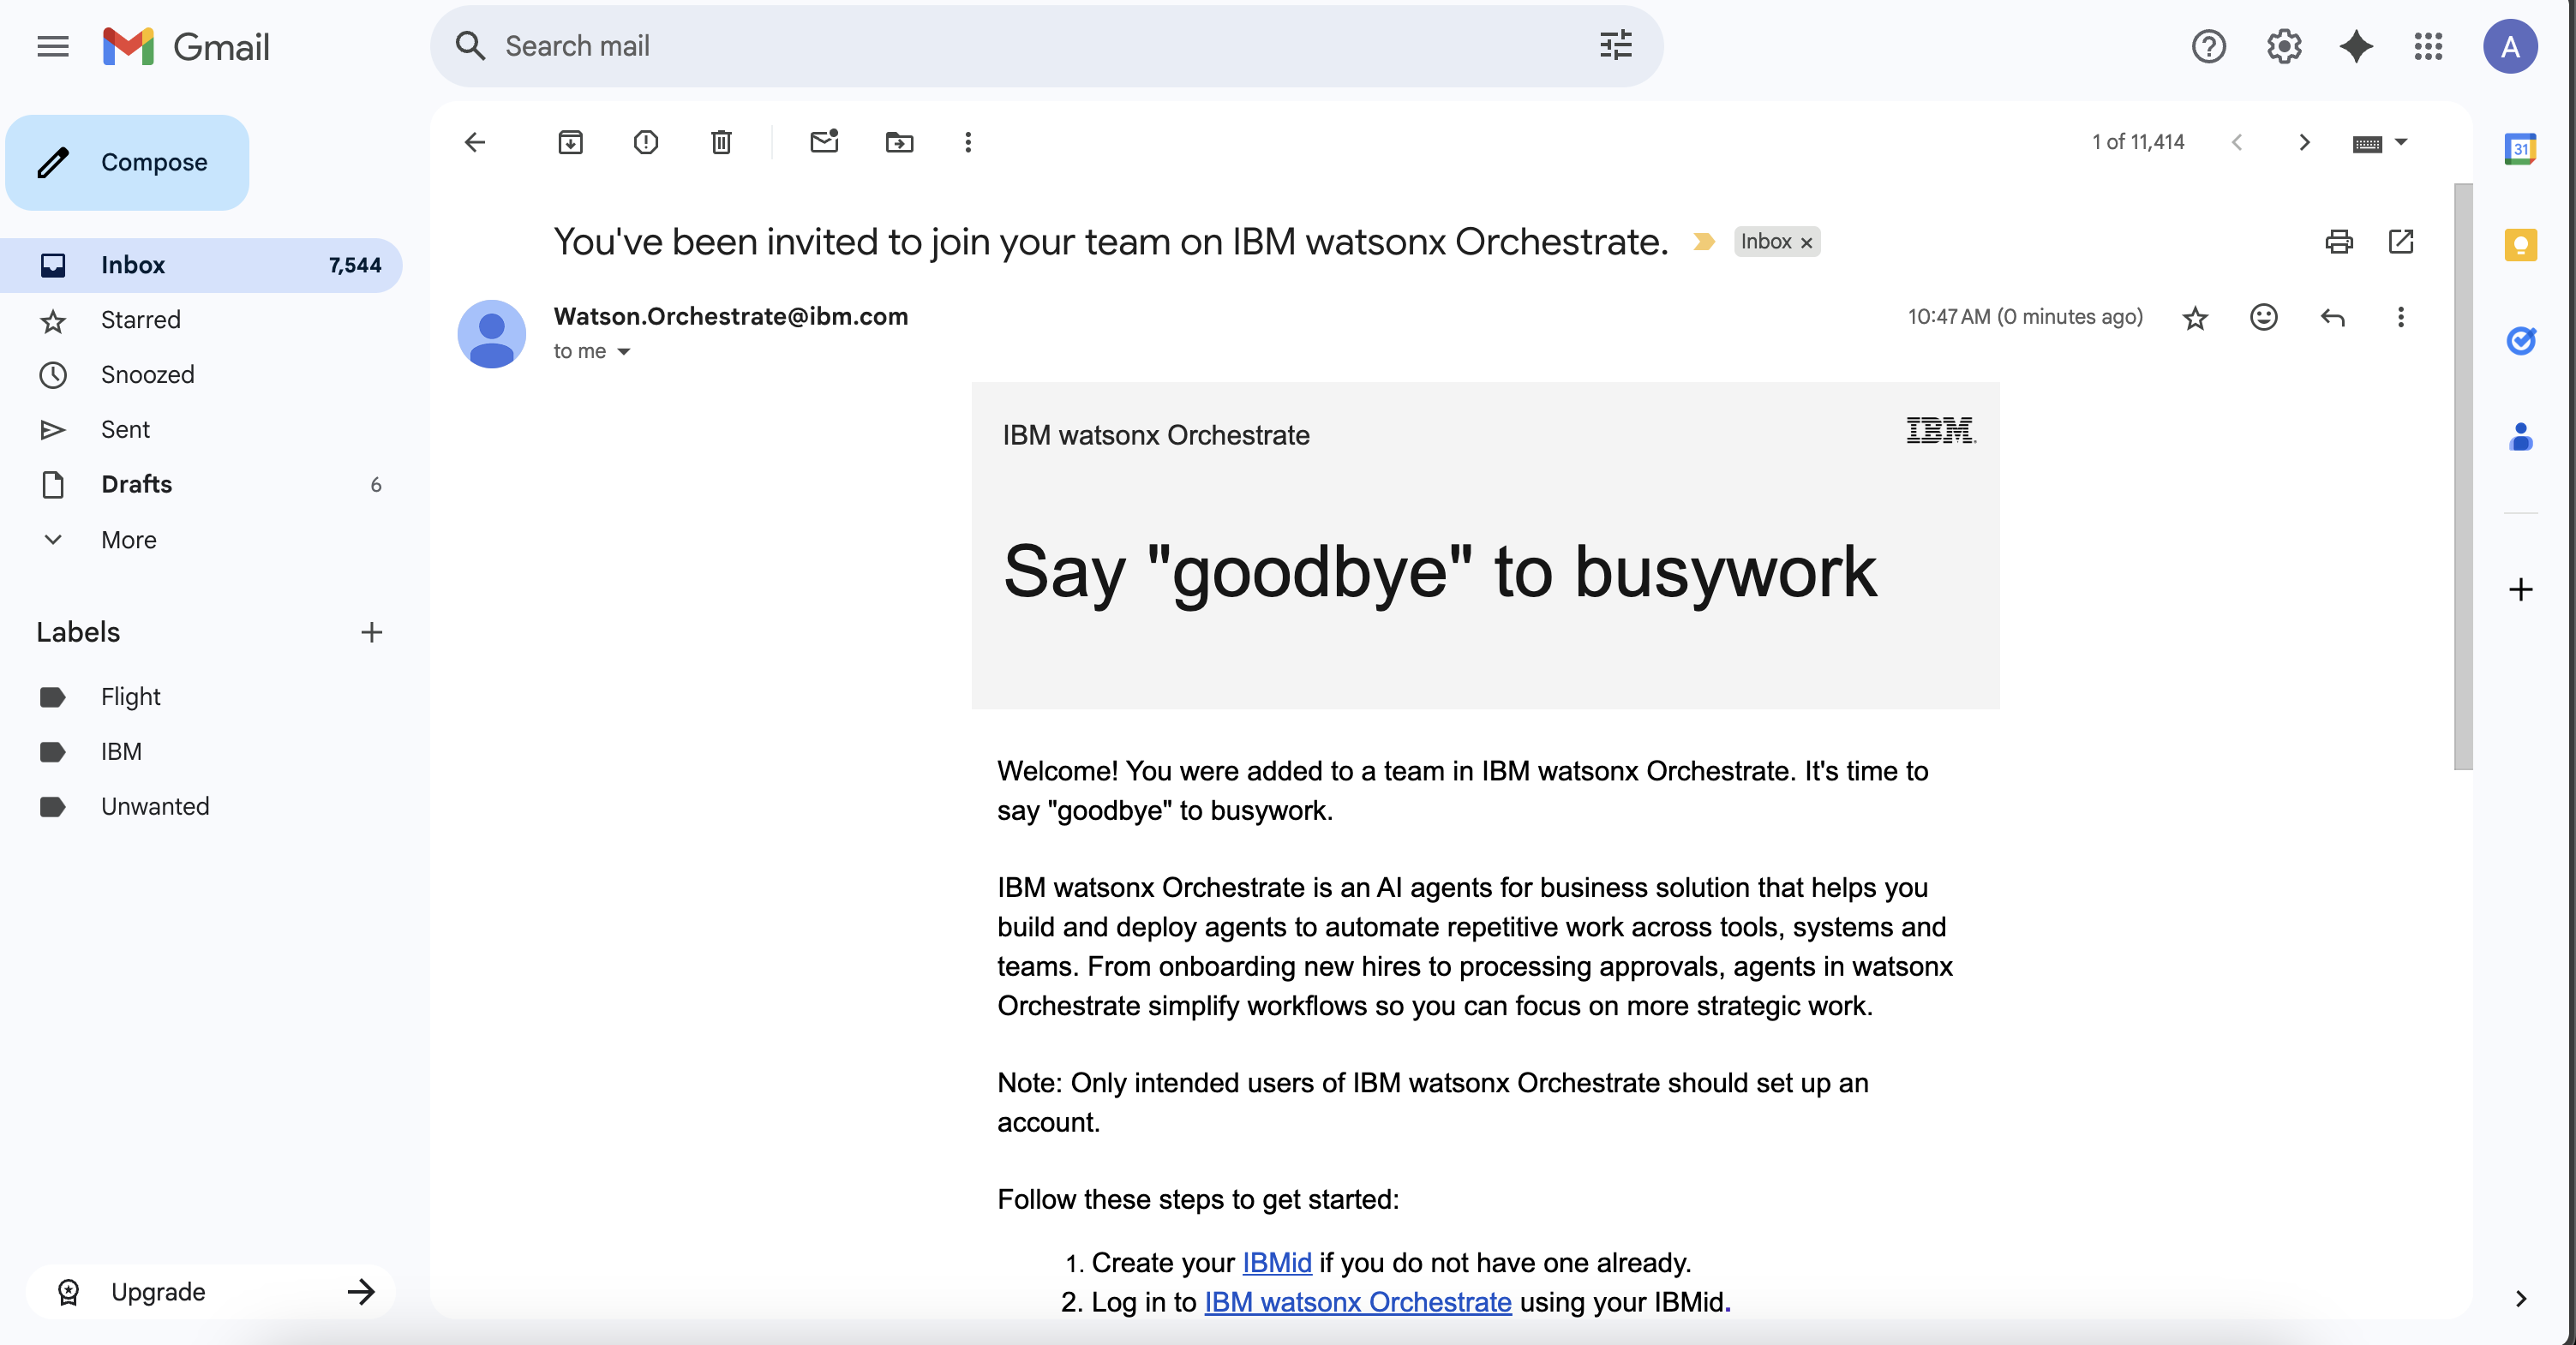 Gmail
Search mail
A
Compose
Inbox 7,544
Starred
Snoozed
Sent
Drafts 6
More
Labels
Flight
IBM
Unwanted
Upgrade
1 of 11,414
You've been invited to join your team on IBM watsonx Orchestrate. Inbox
Watson.Orchestrate@ibm.com
10:47 AM (0 minutes ago)
to me
IBM watsonx Orchestrate
IBM
Say "goodbye" to busywork
Welcome! You were added to a team in IBM watsonx Orchestrate. It's time to
say "goodbye" to busywork.
IBM watsonx Orchestrate is an AI agents for business solution that helps you
build and deploy agents to automate repetitive work across tools, systems and
teams. From onboarding new hires to processing approvals, agents in watsonx
Orchestrate simplify workflows so you can focus on more strategic work.
Note: Only intended users of IBM watsonx Orchestrate should set up an
account.
Follow these steps to get started:
1. Create your IBMid if you do not have one already.
2. Log in to IBM watsonx Orchestrate using your IBMid.
31